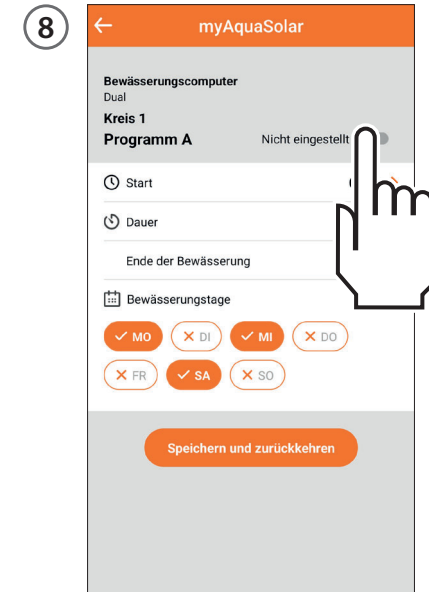 8
myAquaSolar
Bewässerungscomputer
Dual
Kreis 1
Programm A Nicht eingestellt
Start
Dauer
Ende der Bewässerung
Bewässerungstage
MO DI MI DO
FR SA SO
Speichern und zurückkehren